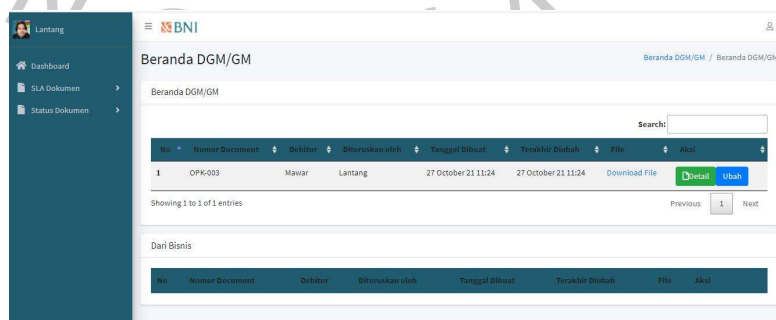 Lantang
Dashboard
SLA Dokumen
Status Dokumen
BNI
Beranda DGM/GM
Beranda DGM/GM / Beranda DGM/GM
Beranda DGM/GM
Search:
No Nomor Document Debitur Diteruskan oleh Tanggal Dibuat Terakhir Diubah File Aksi
1 OPK-003 Mawar Lantang 27 October 21 11:24 27 October 21 11:24 Download File Detail Ubah
Showing 1 to 1 of 1 entries
Previous 1 Next
Dari Bisnis
No Nomor Document Debitur Diteruskan oleh Tanggal Dibuat Terakhir Diubah File Aksi